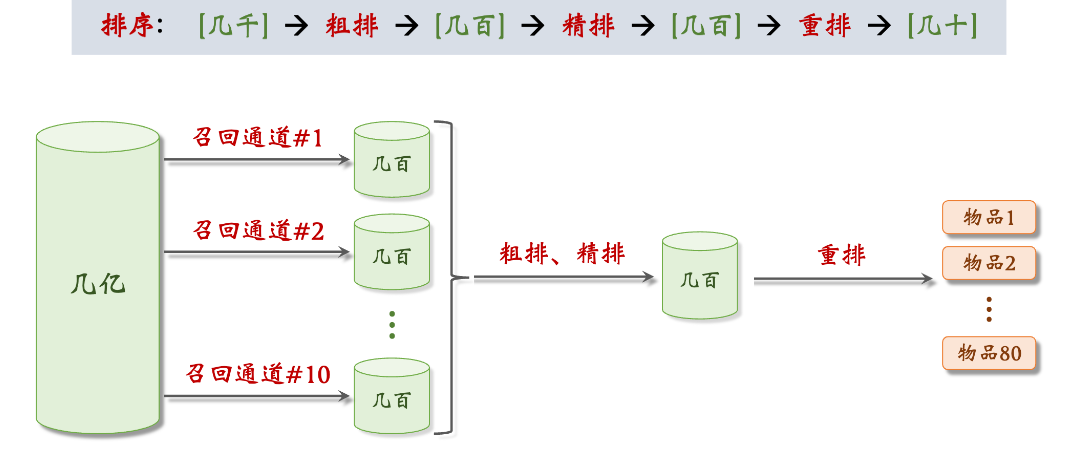 排序： [几千] → 粗排 → [几百] → 精排 → [几百] → 重排 → [几十]
几亿
召回通道#1
几百
召回通道#2
几百
召回通道#10
几百
粗排、精排
几百
重排
物品1
物品2
物品80